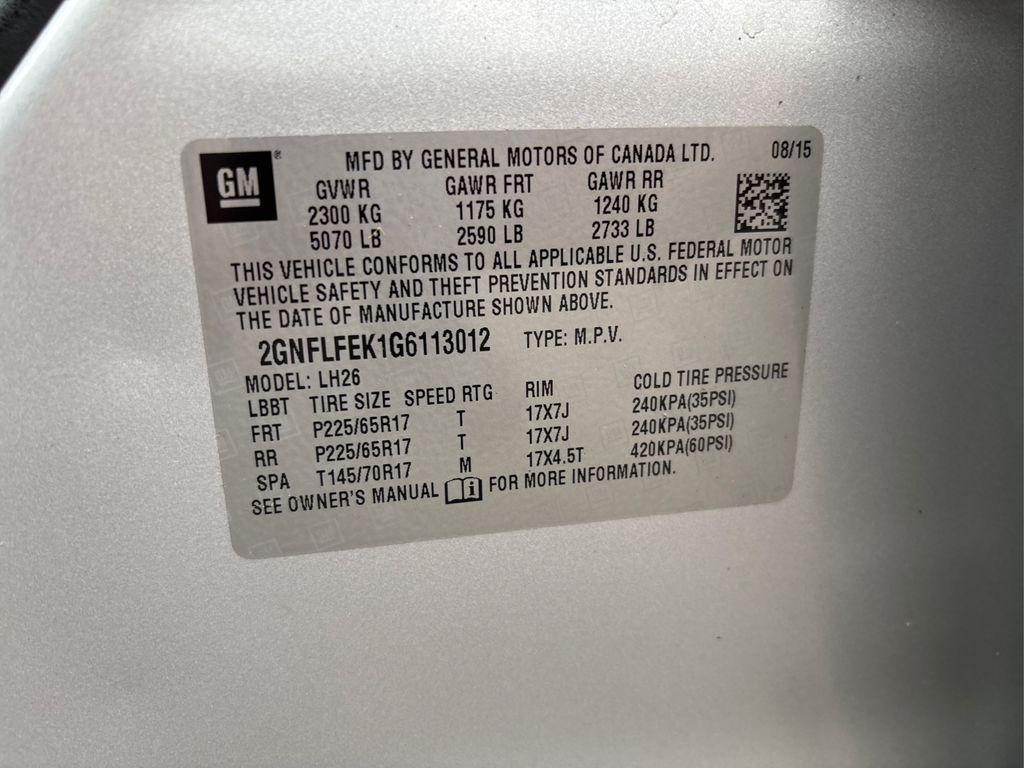 GM ® MFD BY GENERAL MOTORS OF CANADA LTD. 08/15
GVWR GAWR FRT GAWR RR
2300 KG 1175 KG 1240 KG
5070 LB 2590 LB 2733 LB
THIS VEHICLE CONFORMS TO ALL APPLICABLE U.S. FEDERAL MOTOR
VEHICLE SAFETY AND THEFT PREVENTION STANDARDS IN EFFECT ON
THE DATE OF MANUFACTURE SHOWN ABOVE.
2GNFLFEK1G6113012 TYPE: M.P.V.
MODEL: LH26
LBBT TIRE SIZE SPEED RTG RIM COLD TIRE PRESSURE
FRT P225/65R17 T 17X7J 240KPA(35PSI)
RR P225/65R17 T 17X7J 240KPA(35PSI)
SPA T145/70R17 M 17X4.5T 420KPA(60PSI)
SEE OWNER'S MANUAL i FOR MORE INFORMATION.